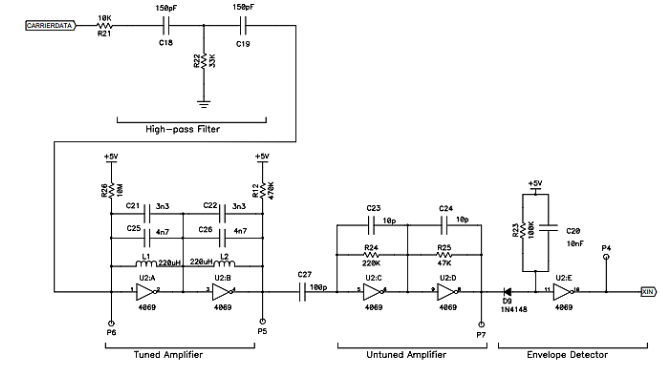 150pF 150pF
CARRIERDATA 10K
R21 C18 C19
R22 33K
High-pass Filter
+5V +5V
R26 10M C21 3n3 C22 3n3 R12 470K
C25 4n7 C26 4n7
L1 220uH 220uH L2
U2:A U2:B
1 2 3 4
4069 4069
P6 P5
Tuned Amplifier
C27 100p
C23 10p C24 10p
R24 R25
220K 47K
U2:C U2:D
5 6 9 8
4069 4069
P7
Untuned Amplifier
+5V
R23 100K C20
10nF
P4
D9
1N4148
U2:E
11 10
4069
XIN
Envelope Detector